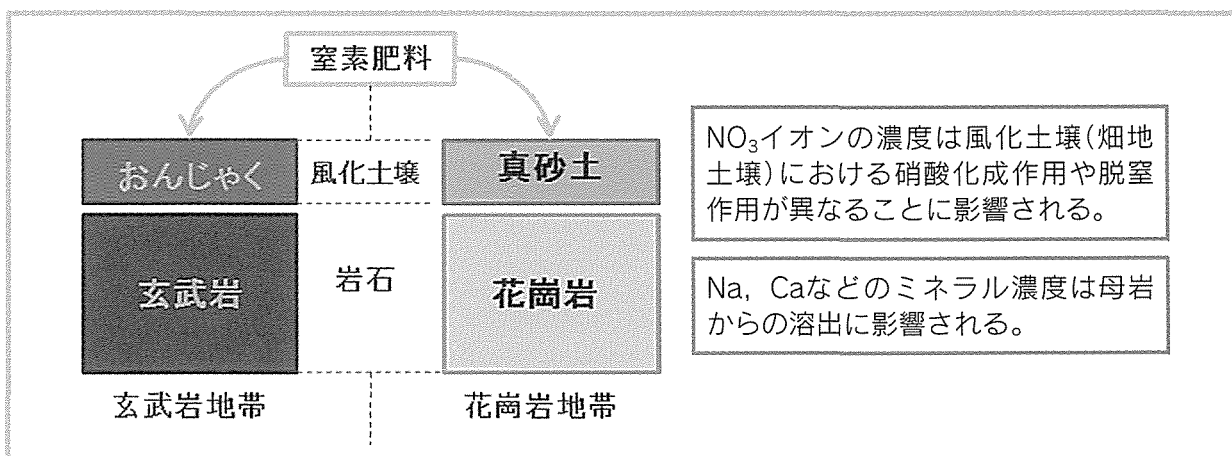 窒素肥料
おんじゃく
風化土壌
真砂土
玄武岩
岩石
花崗岩
玄武岩地帯
花崗岩地帯
NO₃イオンの濃度は風化土壌(畑地
土壌)における硝酸化成作用や脱窒
作用が異なることに影響される。
Na, Caなどのミネラル濃度は母岩
からの溶出に影響される。